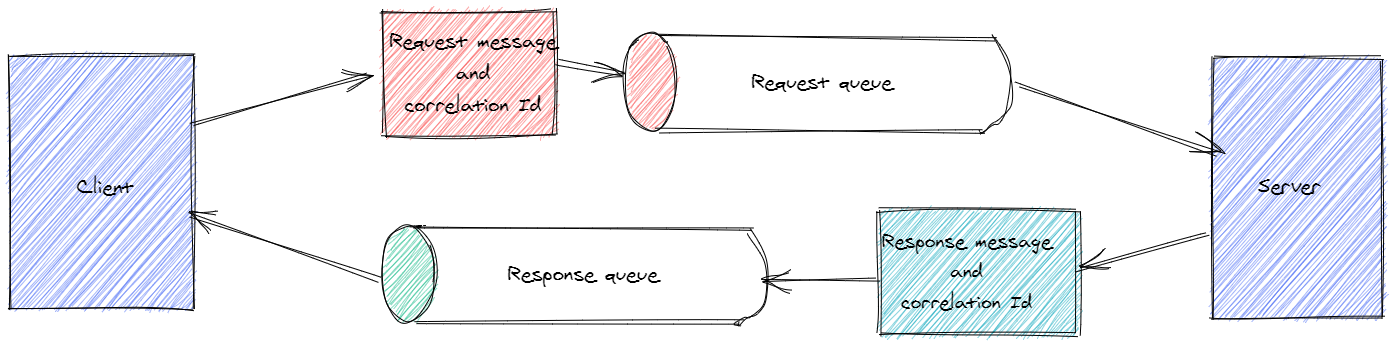 Request message
and
correlation Id
Request queue
Client
Server
Response message
and
correlation Id
Response queue